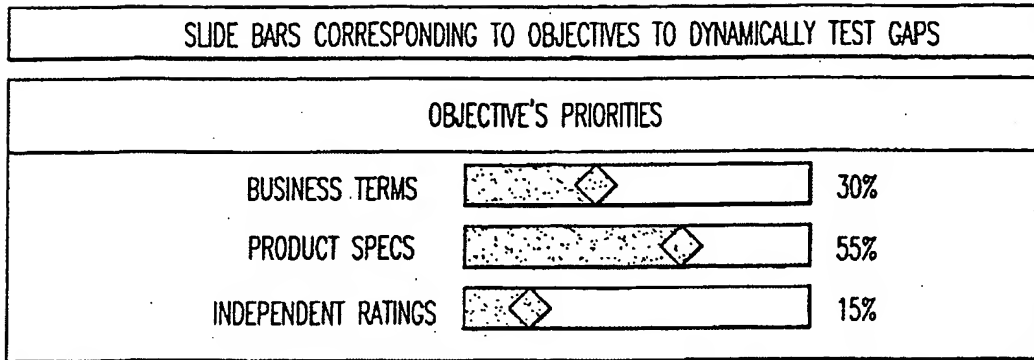 SLIDE BARS CORRESPONDING TO OBJECTIVES TO DYNAMICALLY TEST GAPS
OBJECTIVE'S PRIORITIES
BUSINESS TERMS 30%
PRODUCT SPECS 55%
INDEPENDENT RATINGS 15%